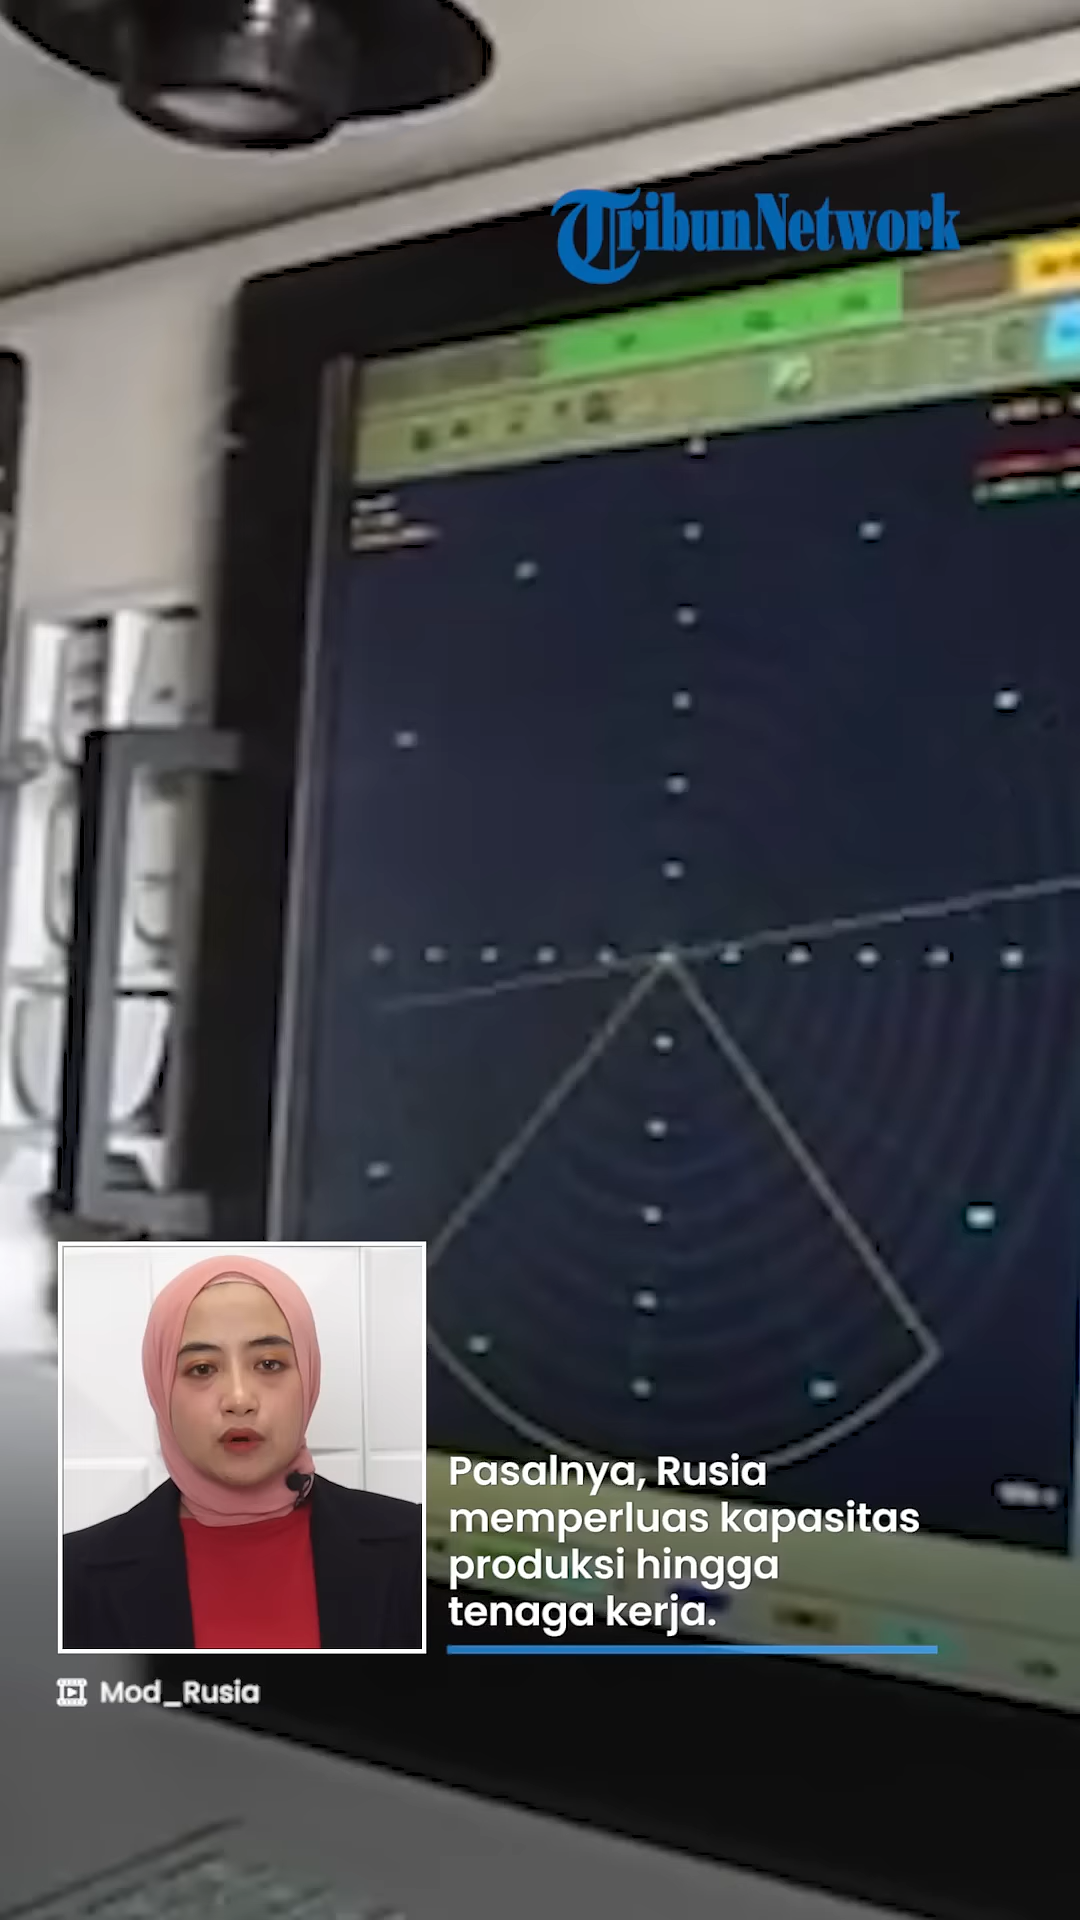 TribunNetwork
Pasalnya, Rusia
memperluas kapasitas
produksi hingga
tenaga kerja.
Mod_Rusia